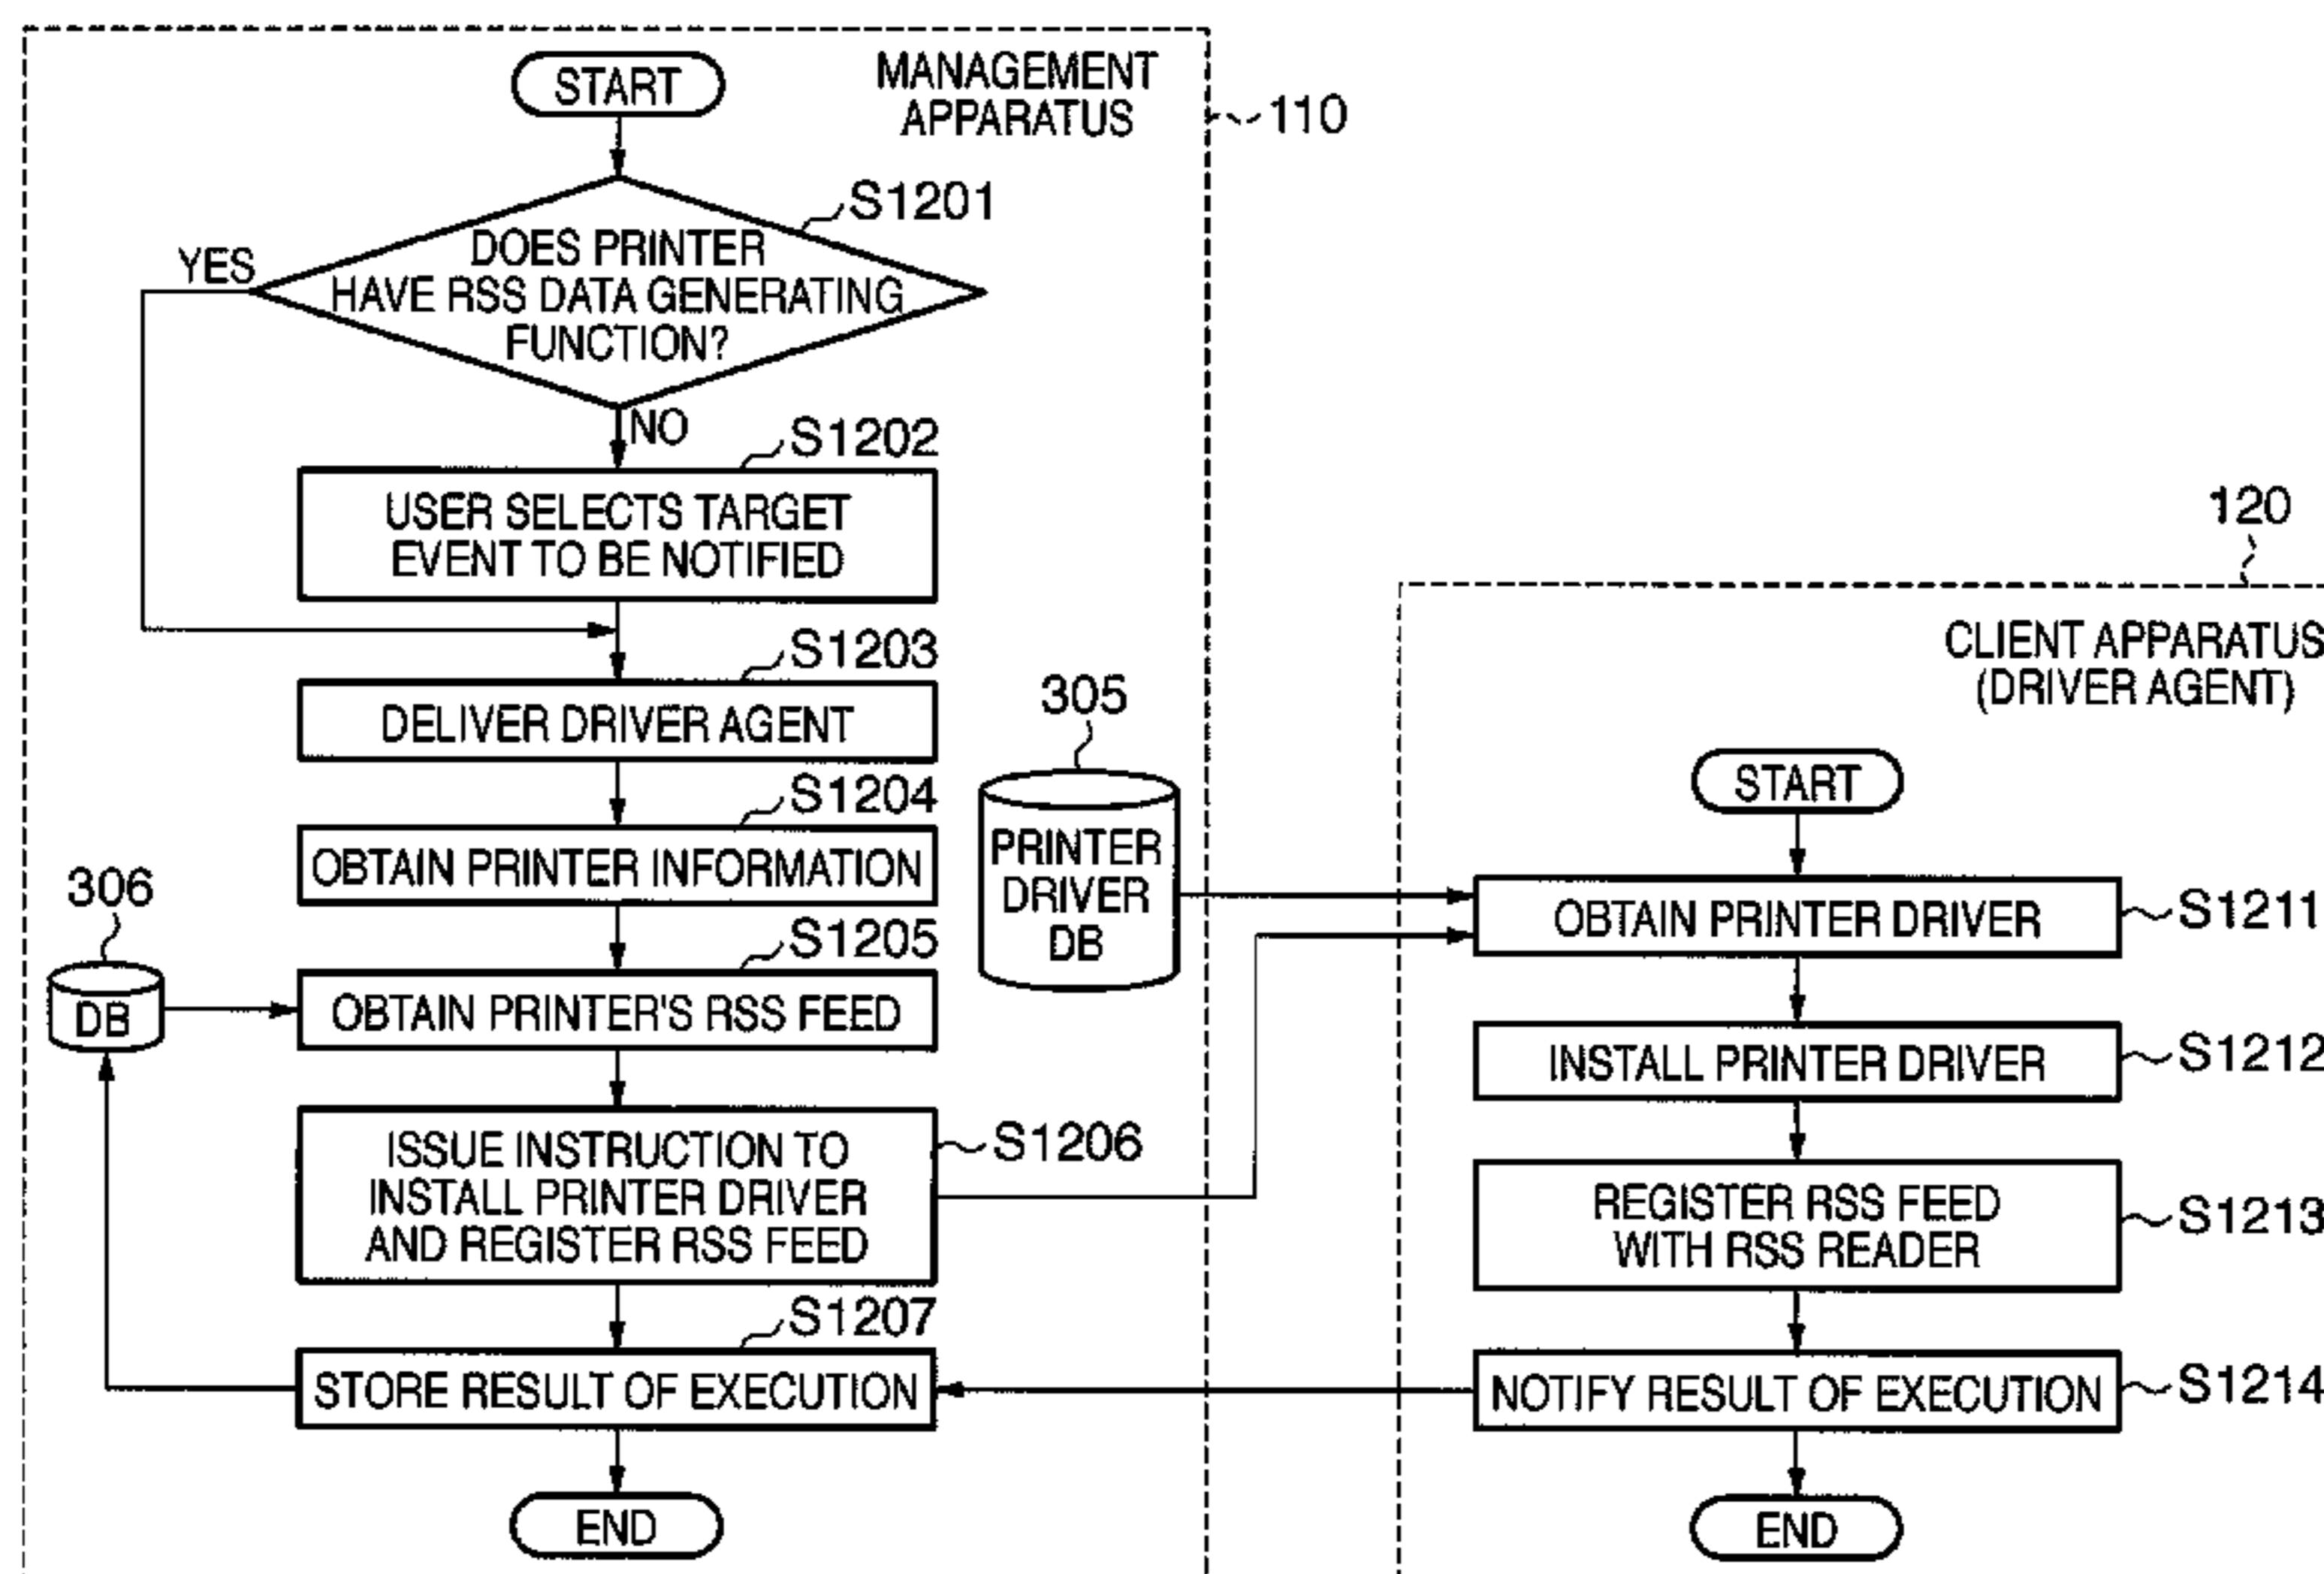 START
MANAGEMENT
APPARATUS
110
S1201
DOES PRINTER
HAVE RSS DATA GENERATING
FUNCTION?
YES
NO
S1202
USER SELECTS TARGET
EVENT TO BE NOTIFIED
S1203
DELIVER DRIVER AGENT
S1204
OBTAIN PRINTER INFORMATION
306
DB
S1205
OBTAIN PRINTER'S RSS FEED
S1206
ISSUE INSTRUCTION TO
INSTALL PRINTER DRIVER
AND REGISTER RSS FEED
S1207
STORE RESULT OF EXECUTION
END
305
PRINTER
DRIVER
DB
120
CLIENT APPARATUS
(DRIVER AGENT)
START
OBTAIN PRINTER DRIVER
S1211
INSTALL PRINTER DRIVER
S1212
REGISTER RSS FEED
WITH RSS READER
S1213
NOTIFY RESULT OF EXECUTION
S1214
END